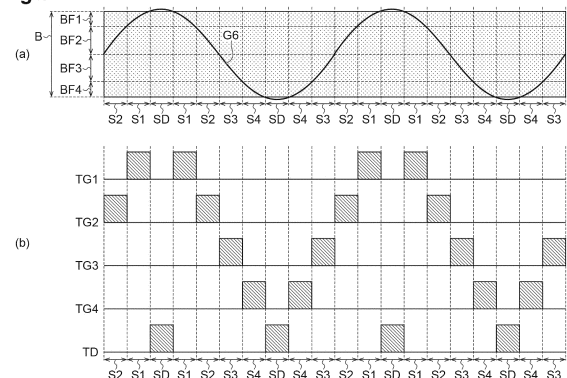 BF1
B
BF2
G6
(a)
BF3
BF4
S2 S1 SD S1 S2 S3 S4 SD S4 S3 S2 S1 SD S1 S2 S3 S4 SD S4 S3
TG1
TG2
(b)
TG3
TG4
TD
S2 S1 SD S1 S2 S3 S4 SD S4 S3 S2 S1 SD S1 S2 S3 S4 SD S4 S3